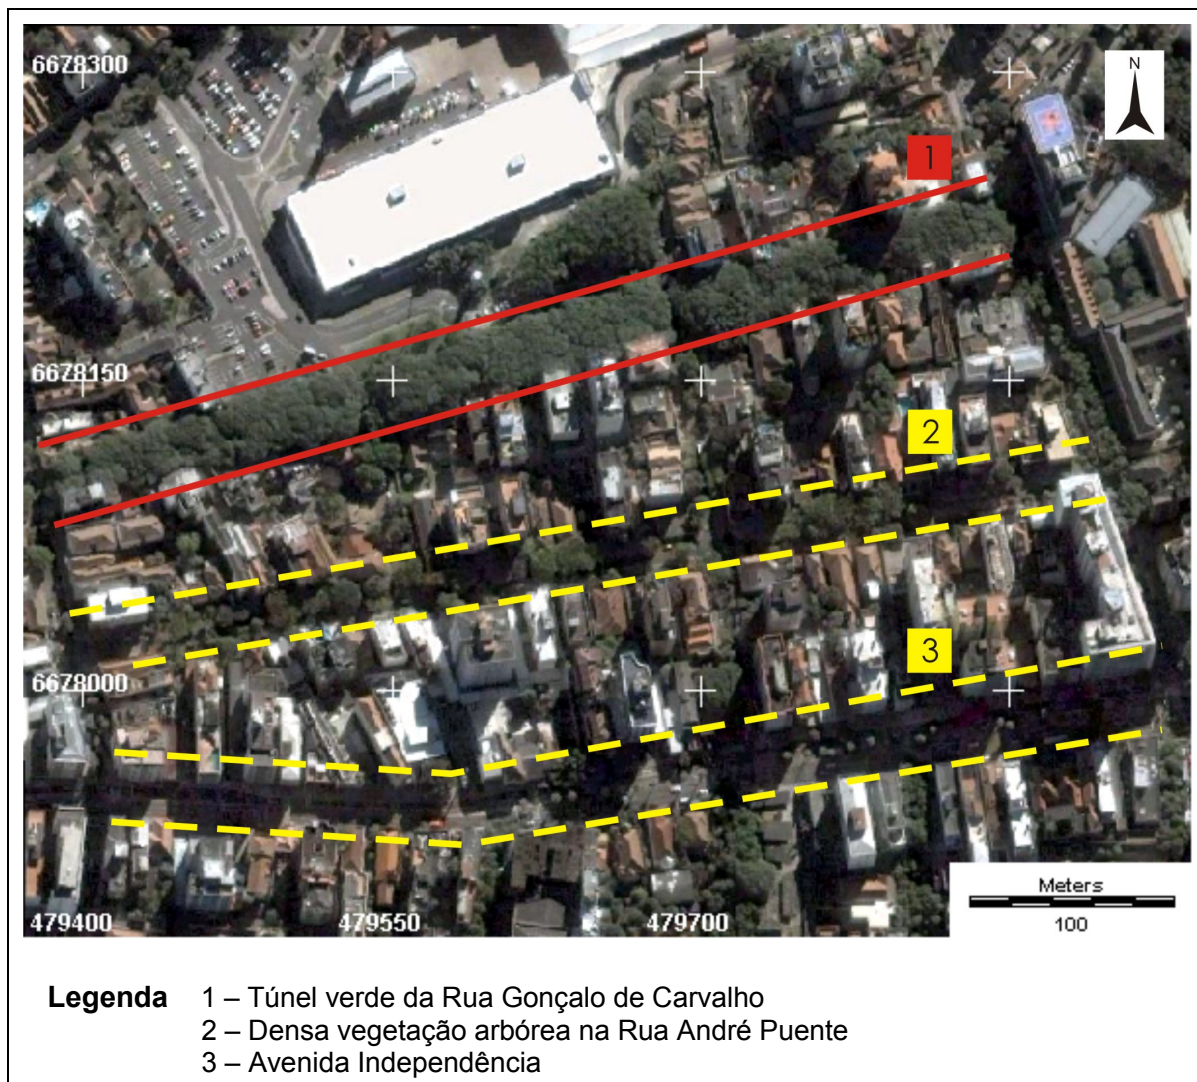 6678300
N
1
6678150
2
3
6678000
479400 479550 479700
Meters
100
Legenda 1 – Túnel verde da Rua Gonçalo de Carvalho
2 – Densa vegetação arbórea na Rua André Puente
3 – Avenida Independência